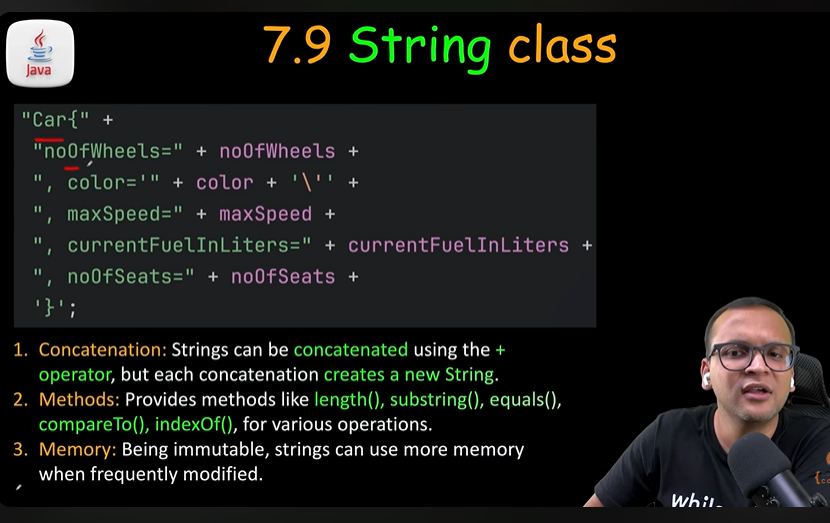 Java
7.9 String class
"Car{" +
"noOfWheels=" + noOfWheels +
", color='" + color + '\'' +
", maxSpeed=" + maxSpeed +
", currentFuelInLiters=" + currentFuelInLiters +
", noOfSeats=" + noOfSeats +
'}';
1. Concatenation: Strings can be concatenated using the +
operator, but each concatenation creates a new String.
2. Methods: Provides methods like length(), substring(), equals(),
compareTo(), indexOf(), for various operations.
3. Memory: Being immutable, strings can use more memory
when frequently modified.